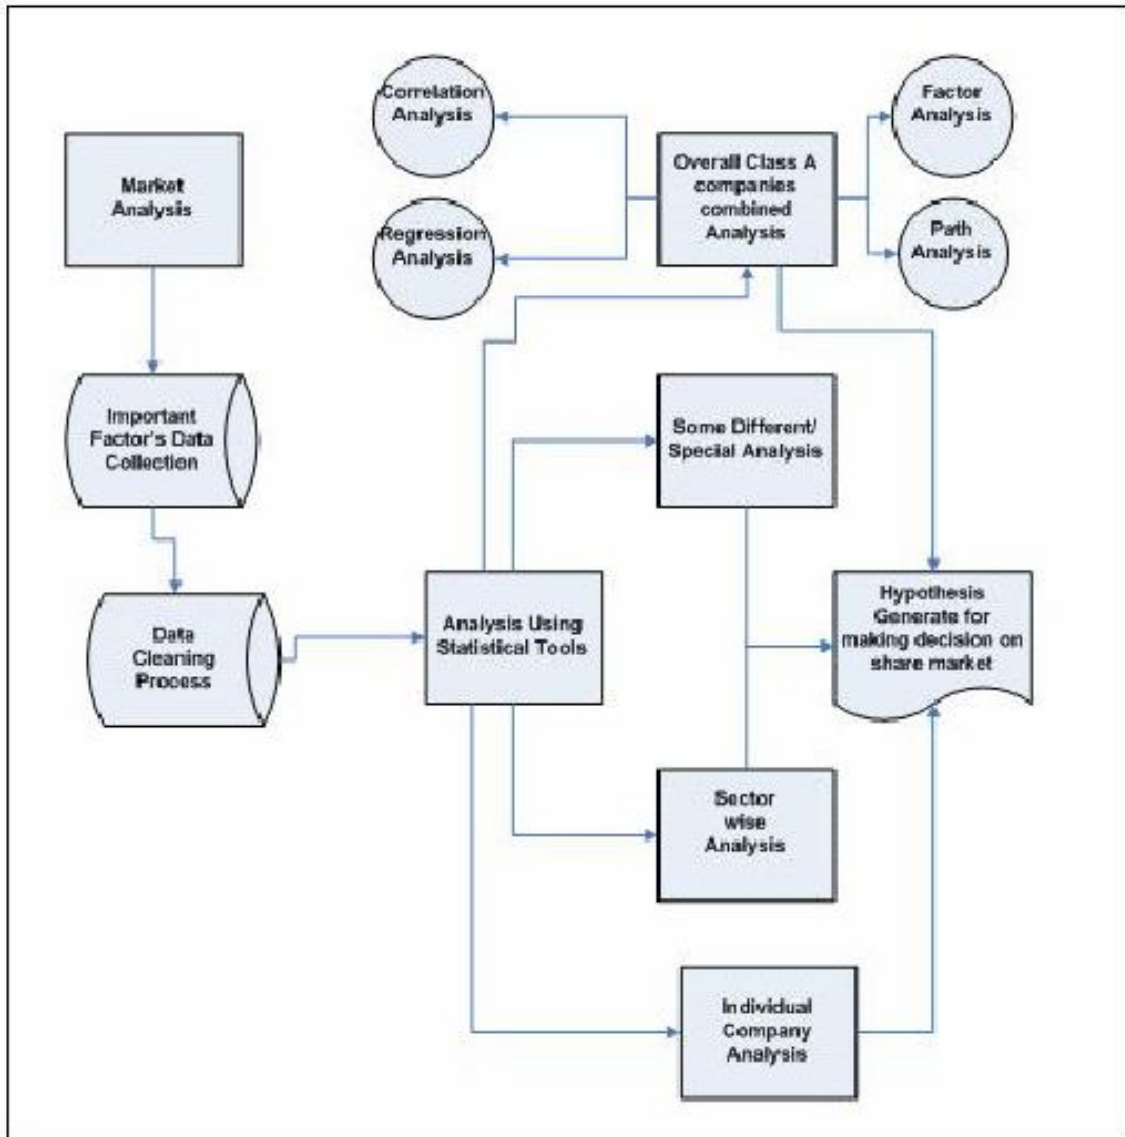 Correlation
Analysis
Factor
Analysis
Market
Analysis
Overall Class A
companies
combined
Analysis
Regression
Analysis
Path
Analysis
Important
Factor's Data
Collection
Some Different/
Special Analysis
Data
Cleaning
Process
Analysis Using
Statistical Tools
Hypothesis
Generate for
making decision on
share market
Sector
wise
Analysis
Individual
Company
Analysis